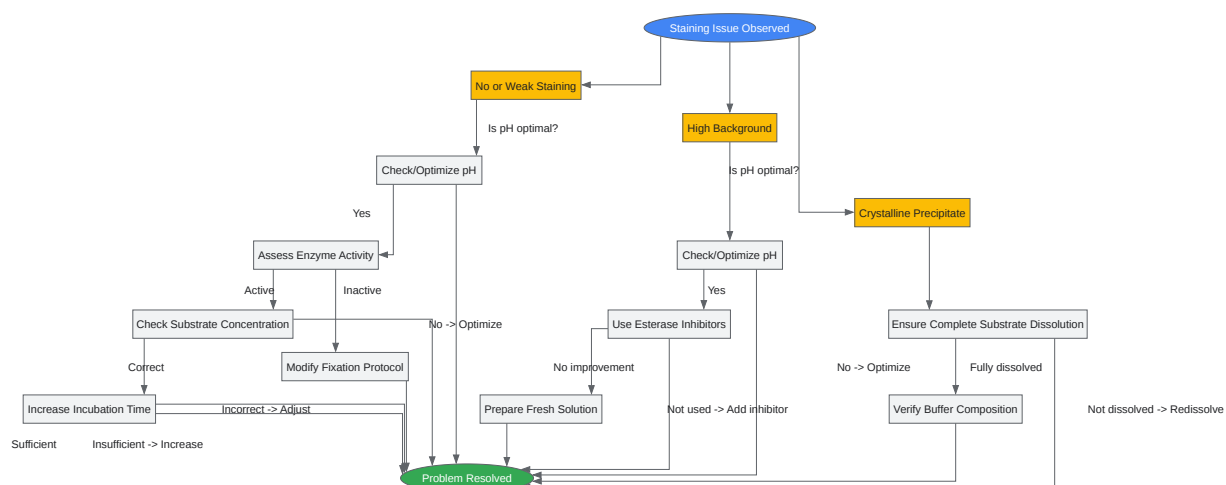 Staining Issue Observed
No or Weak Staining
High Background
Is pH optimal?
Check/Optimize pH
Is pH optimal?
Crystalline Precipitate
Yes
Assess Enzyme Activity
Check/Optimize pH
Active
Inactive
Yes
Check Substrate Concentration
No -> Optimize
Use Esterase Inhibitors
Ensure Complete Substrate Dissolution
Correct
Modify Fixation Protocol
No improvement
No -> Optimize
Fully dissolved
Increase Incubation Time
Incorrect -> Adjust
Prepare Fresh Solution
Not used -> Add inhibitor
Verify Buffer Composition
Not dissolved -> Redissolve
Sufficient
Insufficient -> Increase
Problem Resolved